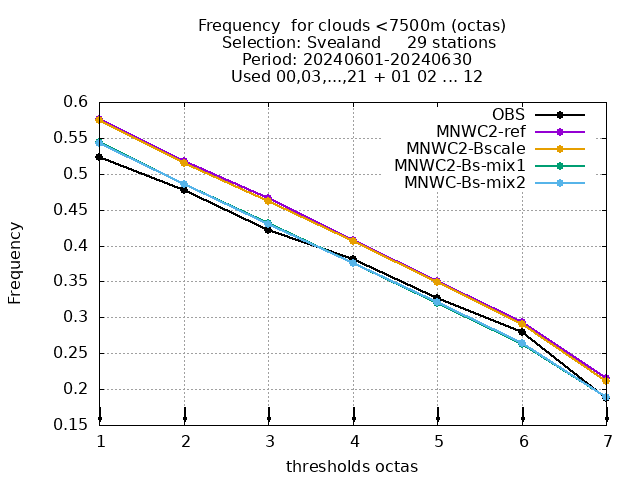 Frequency  for clouds <7500m (octas)
Selection: Svealand     29 stations
Period: 20240601-20240630
Used 00,03,...,21 + 01 02 ... 12
OBS
MNWC2-ref
MNWC2-Bscale
MNWC2-Bs-mix1
MNWC-Bs-mix2
0.6
0.55
0.5
0.45
0.4
0.35
0.3
0.25
0.2
0.15
Frequency
1 2 3 4 5 6 7
thresholds octas